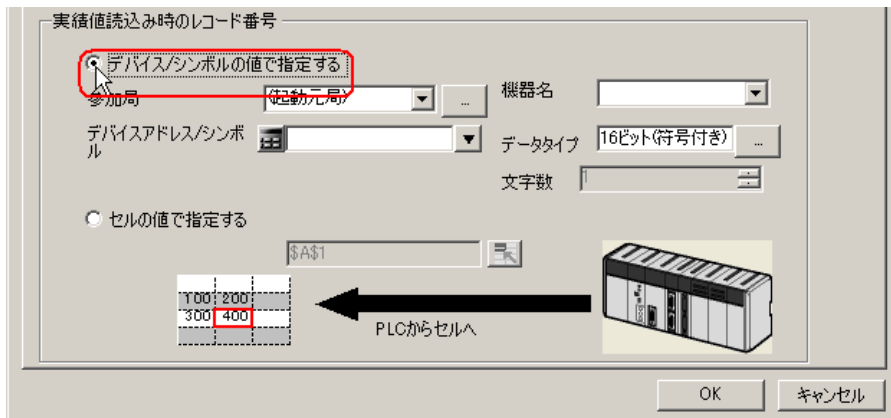 実績値読込み時のレコード番号
デバイス/シンボルの値で指定する
参加局
(起動元局)
...
機器名
デバイスアドレス/シンボ
ル
データタイプ
16ビット(符号付き)
...
文字数
1
セルの値で指定する
$A$1
100 200
300 400
PLCからセルへ
OK
キャンセル